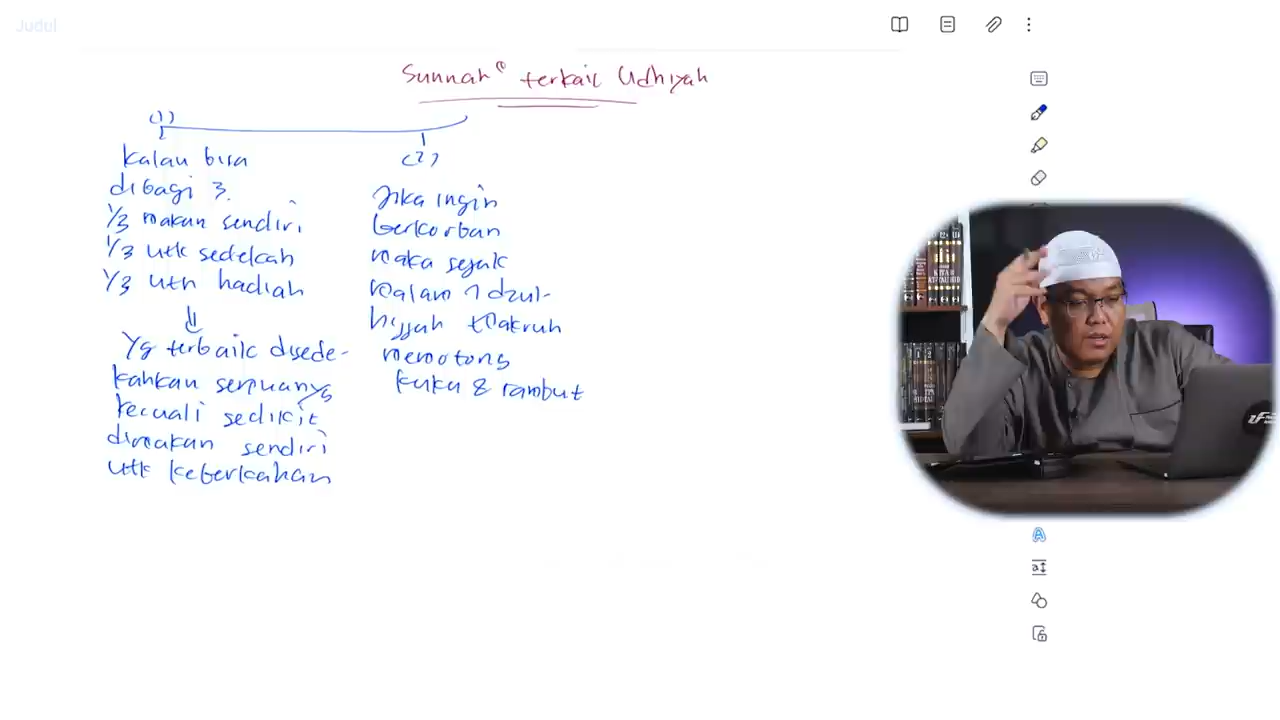 Judul
Sunnah² terkait Udhiyah
(1)
Kalau bisa
dibagi 3.
1/3 makan sendiri
1/3 utk sedekah
1/3 utk hadiah
⇓
Yg terbaik disede-
kahkan semuanya
kecuali sedikit
dimakan sendiri
utk keberkahan
(2)
Jika ingin
berkorban
maka sejak
malam 1 dzul-
hijjah makruh
memotong
kuku & rambut